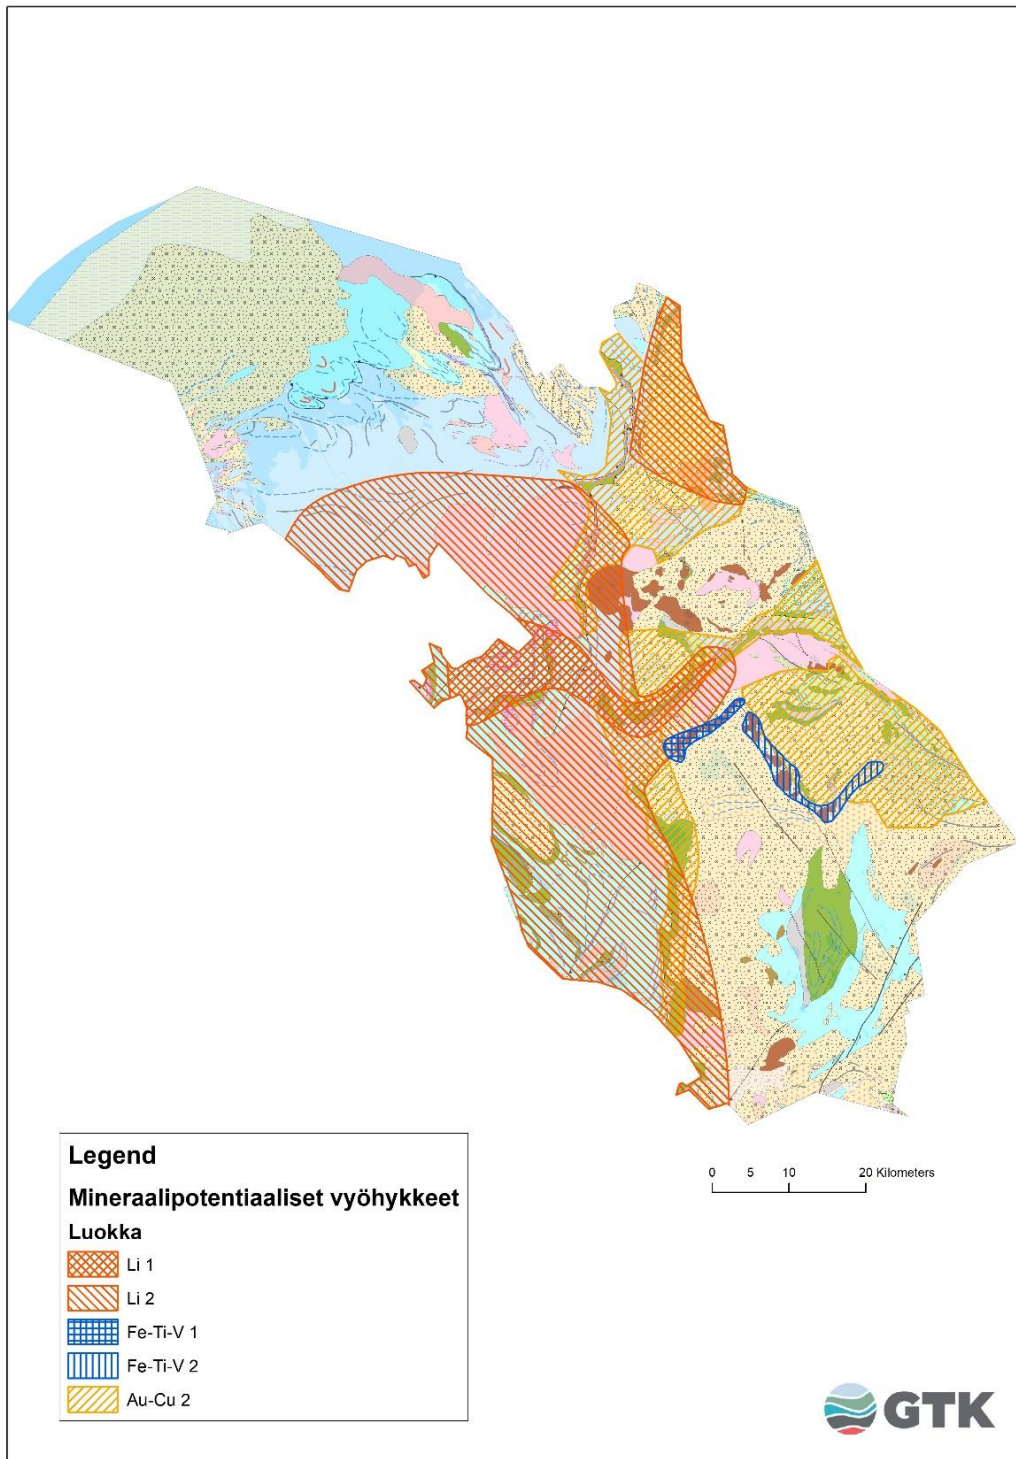 0 5 10 20 Kilometers
Legend
Mineraalipotentiaaliset vyöhykkeet
Luokka
Li 1
Li 2
Fe-Ti-V 1
Fe-Ti-V 2
Au-Cu 2
GTK